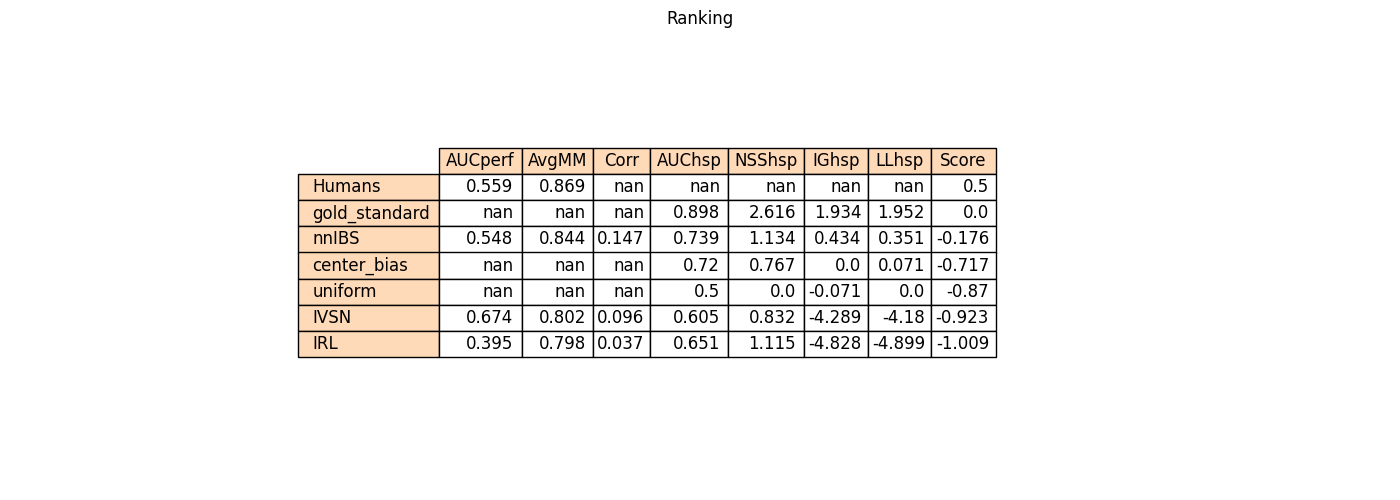 Ranking
AUCperf AvgMM Corr AUChsp NSShsp IGhsp LLhsp Score
Humans 0.559 0.869 nan nan nan nan nan 0.5
gold_standard nan nan nan 0.898 2.616 1.934 1.952 0.0
nnIBS 0.548 0.844 0.147 0.739 1.134 0.434 0.351 -0.176
center_bias nan nan nan 0.72 0.767 0.0 0.071 -0.717
uniform nan nan nan 0.5 0.0 -0.071 0.0 -0.87
IVSN 0.674 0.802 0.096 0.605 0.832 -4.289 -4.18 -0.923
IRL 0.395 0.798 0.037 0.651 1.115 -4.828 -4.899 -1.009